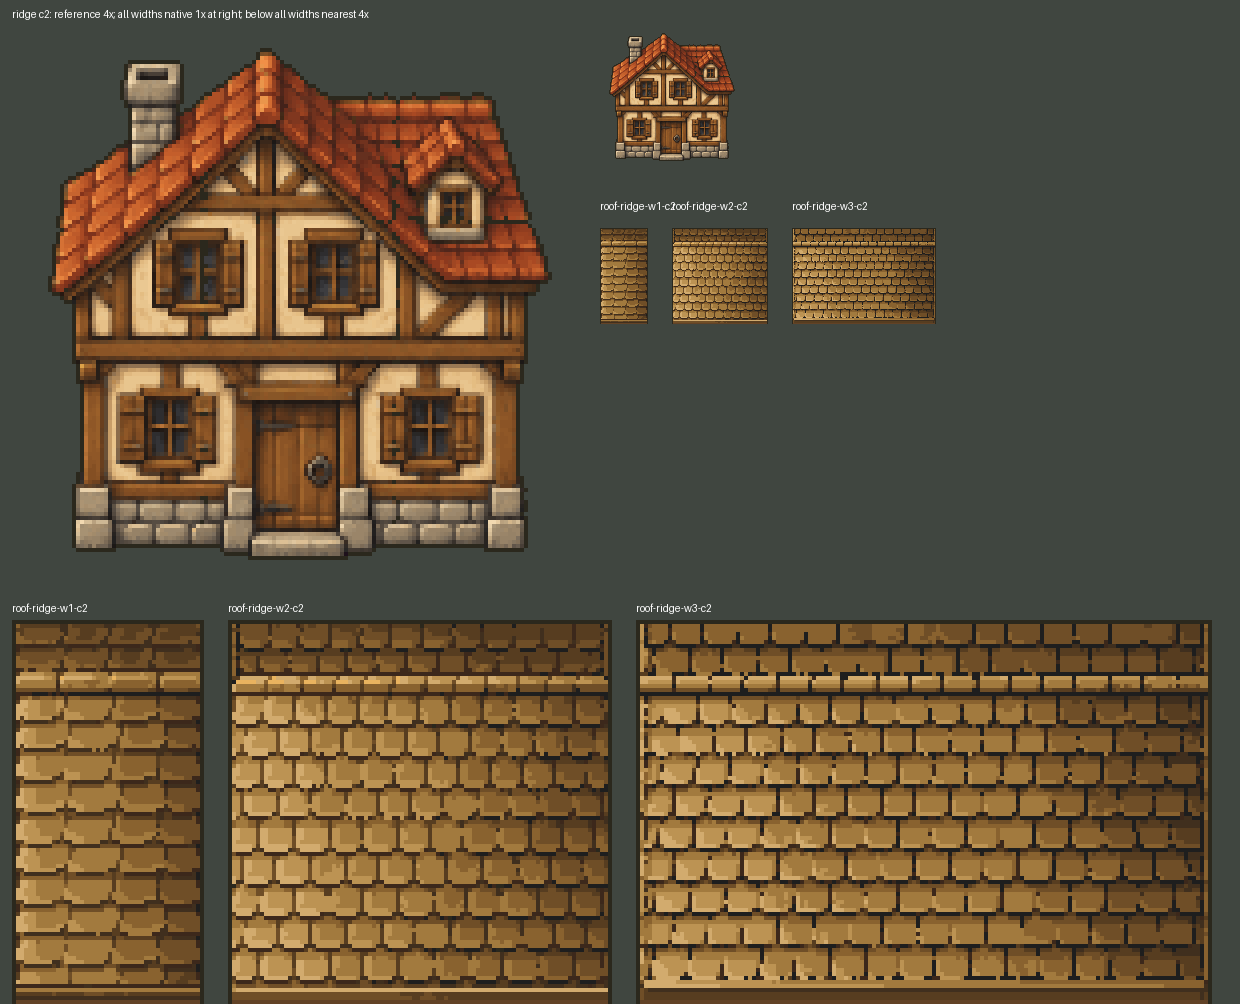 ridge c2: reference 4x; all widths native 1x at right; below all widths nearest 4x
roof-ridge-w1-c2
roof-ridge-w2-c2
roof-ridge-w3-c2
roof-ridge-w1-c2
roof-ridge-w2-c2
roof-ridge-w3-c2